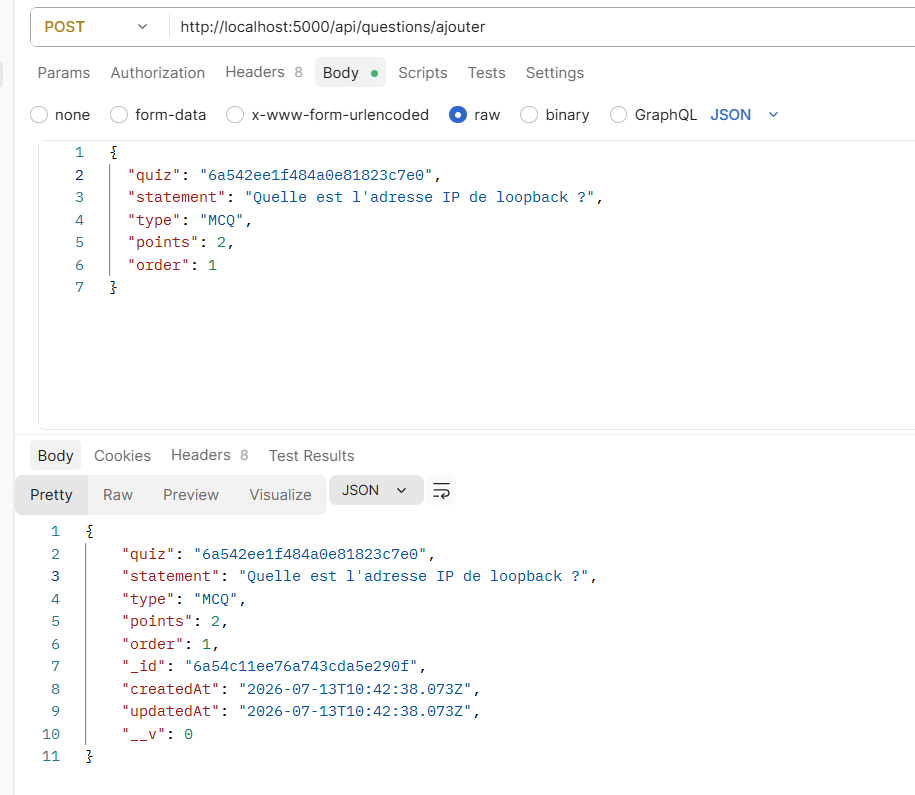 POST http://localhost:5000/api/questions/ajouter
Params Authorization Headers 8 Body Scripts Tests Settings
none form-data x-www-form-urlencoded raw binary GraphQL JSON
1 {
2 "quiz": "6a542ee1f484a0e81823c7e0",
3 "statement": "Quelle est l'adresse IP de loopback ?",
4 "type": "MCQ",
5 "points": 2,
6 "order": 1
7 }
Body Cookies Headers 8 Test Results
Pretty Raw Preview Visualize JSON
1 {
2 "quiz": "6a542ee1f484a0e81823c7e0",
3 "statement": "Quelle est l'adresse IP de loopback ?",
4 "type": "MCQ",
5 "points": 2,
6 "order": 1,
7 "_id": "6a54c11ee76a743cda5e290f",
8 "createdAt": "2026-07-13T10:42:38.073Z",
9 "updatedAt": "2026-07-13T10:42:38.073Z",
10 "__v": 0
11 }